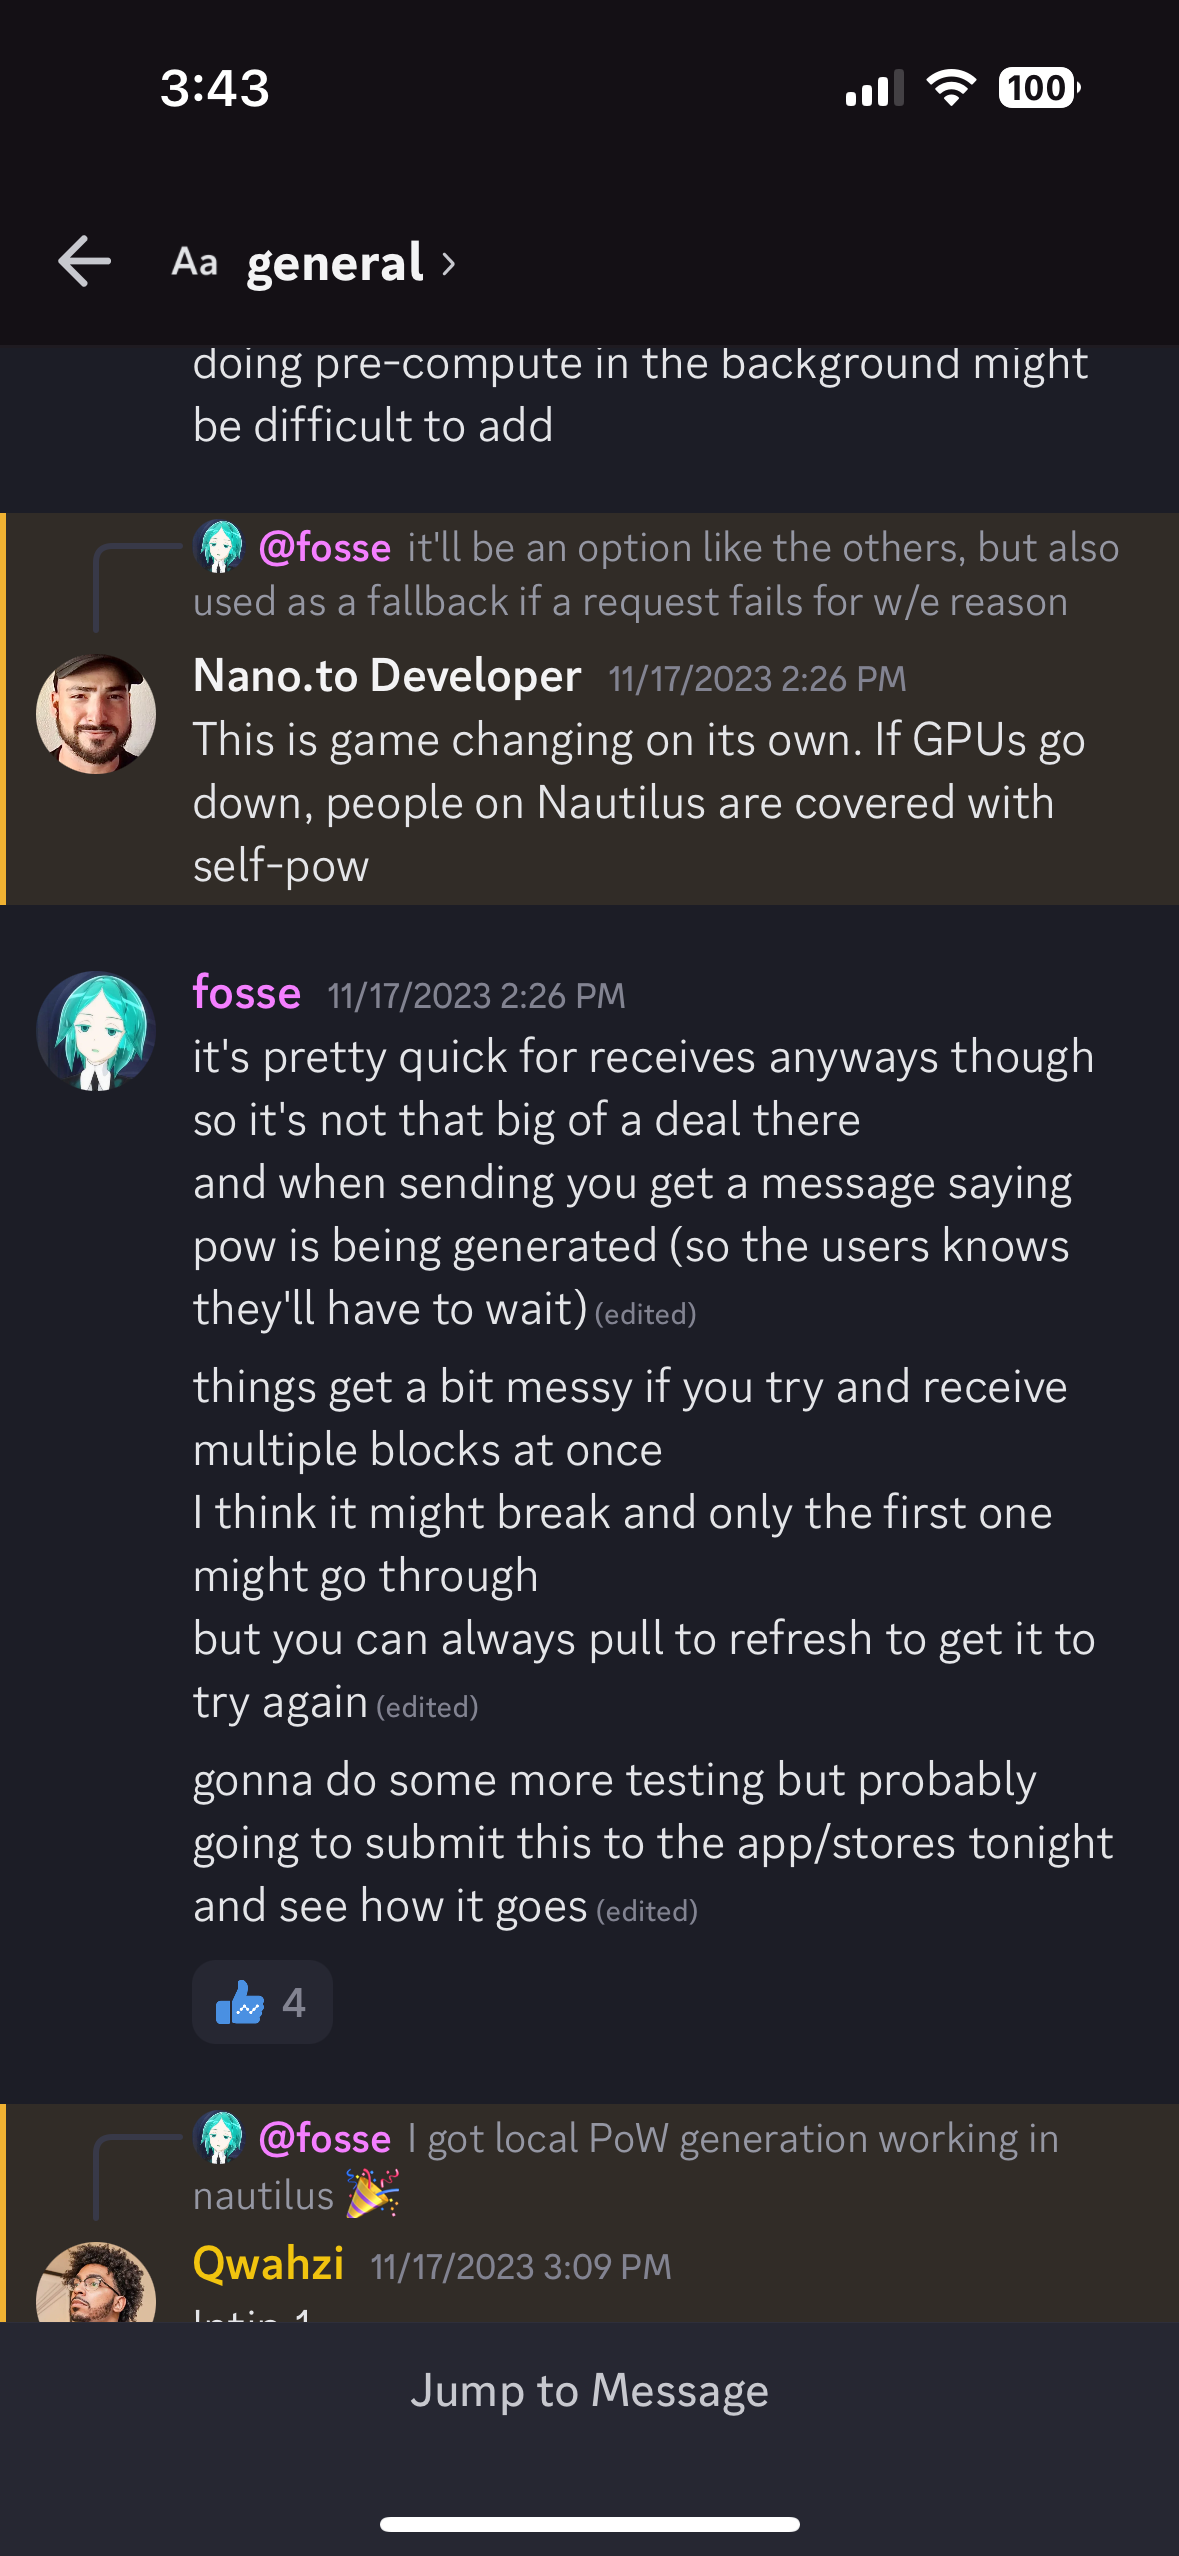 3:43
100
Aa general ›
doing pre-compute in the background might
be difficult to add
@fosse it'll be an option like the others, but also
used as a fallback if a request fails for w/e reason
Nano.to Developer 11/17/2023 2:26 PM
This is game changing on its own. If GPUs go
down, people on Nautilus are covered with
self-pow
fosse 11/17/2023 2:26 PM
it's pretty quick for receives anyways though
so it's not that big of a deal there
and when sending you get a message saying
pow is being generated (so the users knows
they'll have to wait) (edited)
things get a bit messy if you try and receive
multiple blocks at once
I think it might break and only the first one
might go through
but you can always pull to refresh to get it to
try again (edited)
gonna do some more testing but probably
going to submit this to the app/stores tonight
and see how it goes (edited)
4
@fosse I got local PoW generation working in
nautilus 🎉
Qwahzi 11/17/2023 3:09 PM
Jump to Message